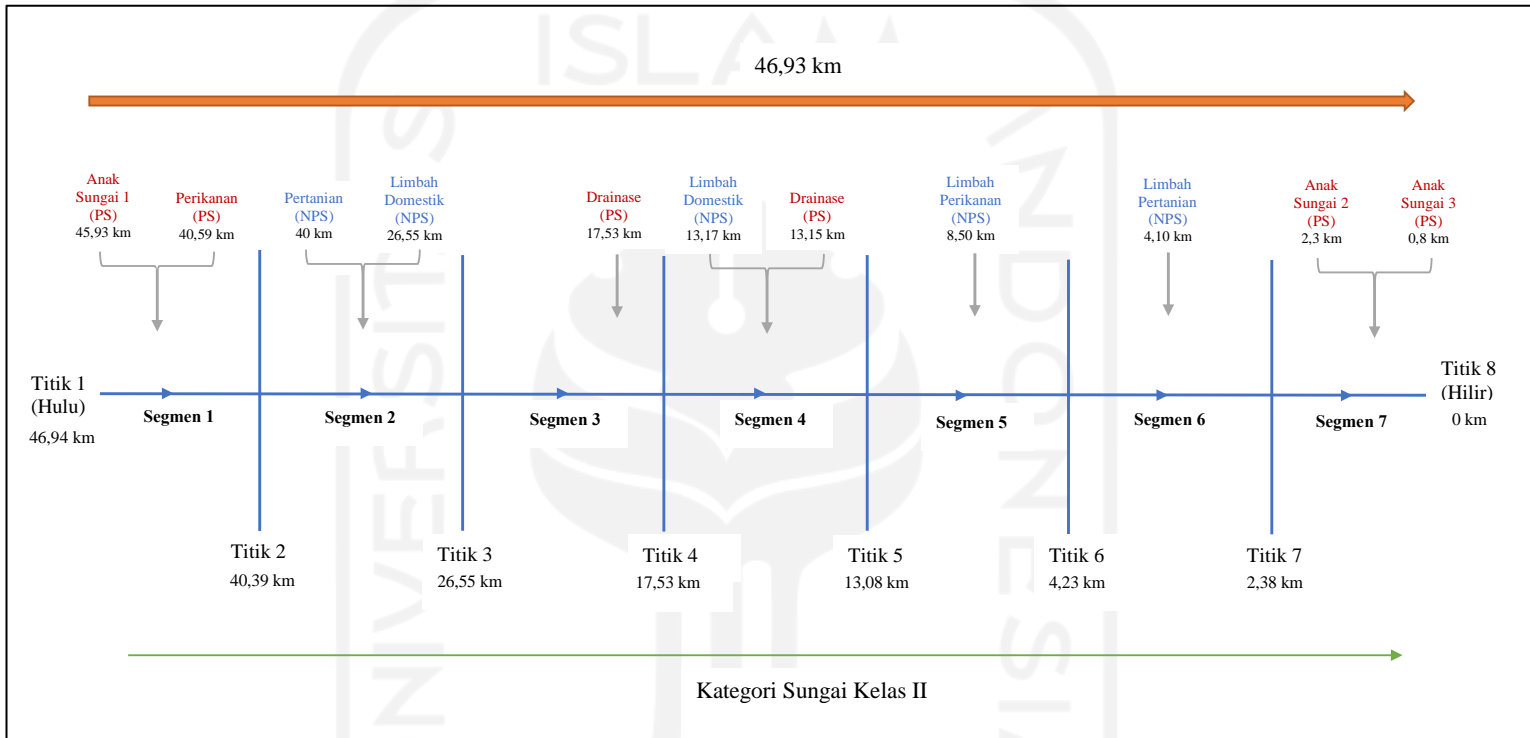 46,93 km
Anak
Sungai 1
(PS)
45,93 km
Perikanan
(PS)
40,59 km
Pertanian
(NPS)
40 km
Limbah
Domestik
(NPS)
26,55 km
Drainase
(PS)
17,53 km
Limbah
Domestik
(NPS)
13,17 km
Drainase
(PS)
13,15 km
Limbah
Perikanan
(NPS)
8,50 km
Limbah
Pertanian
(NPS)
4,10 km
Anak
Sungai 2
(PS)
2,3 km
Anak
Sungai 3
(PS)
0,8 km
Titik 1
(Hulu)
46,94 km
Segmen 1
Segmen 2
Segmen 3
Segmen 4
Segmen 5
Segmen 6
Segmen 7
Titik 8
(Hilir)
0 km
Titik 2
40,39 km
Titik 3
26,55 km
Titik 4
17,53 km
Titik 5
13,08 km
Titik 6
4,23 km
Titik 7
2,38 km
Kategori Sungai Kelas II